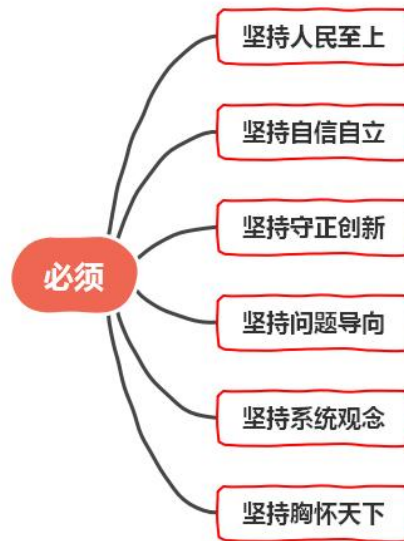 必须
坚持人民至上
坚持自信自立
坚持守正创新
坚持问题导向
坚持系统观念
坚持胸怀天下